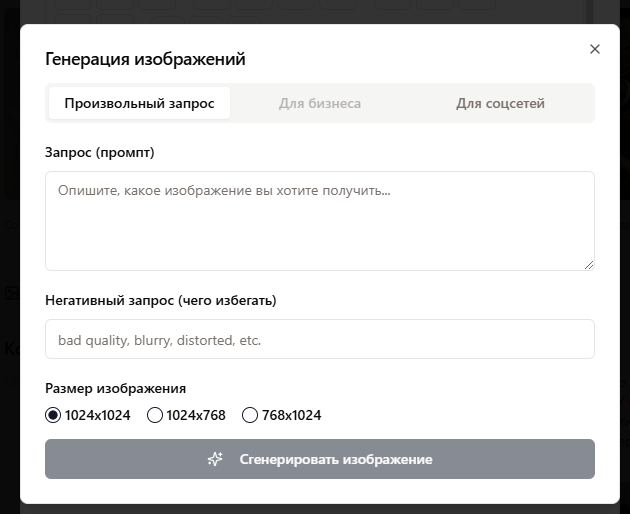 Генерация изображений
Произвольный запрос
Для бизнеса
Для соцсетей
Запрос (промпт)
Опишите, какое изображение вы хотите получить...
Негативный запрос (чего избегать)
bad quality, blurry, distorted, etc.
Размер изображения
1024x1024 1024x768 768x1024
Сгенерировать изображение